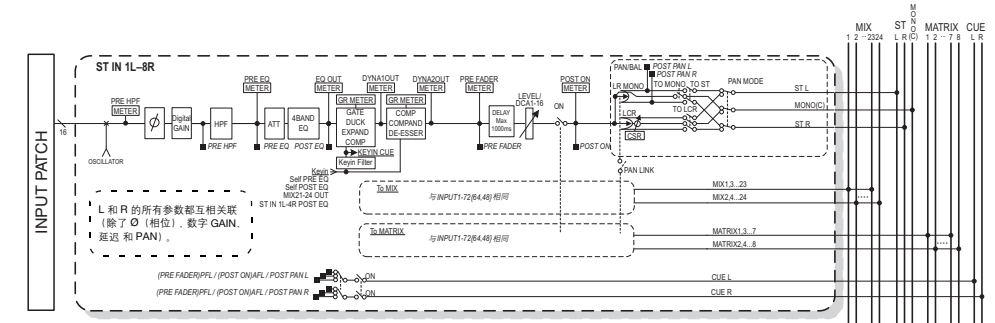 MIX
ST
MONO(C)
MATRIX
CUE
1 2 ·· 2324
L R
1 2 ·· 7 8
L R
INPUT PATCH
16
ST IN 1L–8R
OSCILLATOR
PRE HPF
METER
Ø
Digital
GAIN
PRE HPF
HPF
PRE EQ
METER
PRE EQ
ATT
4BAND
EQ
EQ OUT
METER
POST EQ
DYNA1OUT
METER
GR METER
GATE
DUCK
EXPAND
COMP
KEYIN CUE
Keyin Filter
Keyin
Self PRE EQ
Self POST EQ
MIX21-24 OUT
ST IN 1L-4R POST EQ
DYNA2OUT
METER
GR METER
COMP
COMPAND
DE-ESSER
PRE FADER
METER
PRE FADER
DELAY
Max
1000ms
LEVEL/
DCA1-16
ON
POST ON
METER
POST ON
PAN/BAL
POST PAN L
POST PAN R
LR MONO
TO MONO
TO ST
PAN MODE
LCR
TO LCR
CSR
PAN LINK
ST L
MONO(C)
ST R
L 和 R 的所有参数都互相关联
(除了 Ø (相位)，数字 GAIN、
延迟 和 PAN）。
To MIX
与INPUT1-72{64,48}相同
MIX1,3...23
MIX2,4...24
To MATRIX
与INPUT1-72{64,48}相同
MATRIX1,3...7
MATRIX2,4...8
(PRE FADER)PFL / (POST ON)AFL / POST PAN L
ON
CUE L
(PRE FADER)PFL / (POST ON)AFL / POST PAN R
ON
CUE R